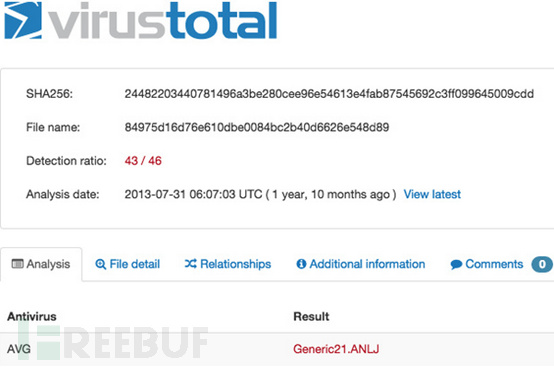 virustotal
SHA256: 24482203440781496a3be280cee96e54613e4fab87545692c3ff099645009cdd
File name: 84975d16d76e610dbe0084bc2b40d6626e548d89
Detection ratio: 43 / 46
Analysis date: 2013-07-31 06:07:03 UTC ( 1 year, 10 months ago ) View latest
Analysis File detail Relationships Additional information Comments 0
Antivirus Result
FREEBUF
AVG Generic21.ANLJ